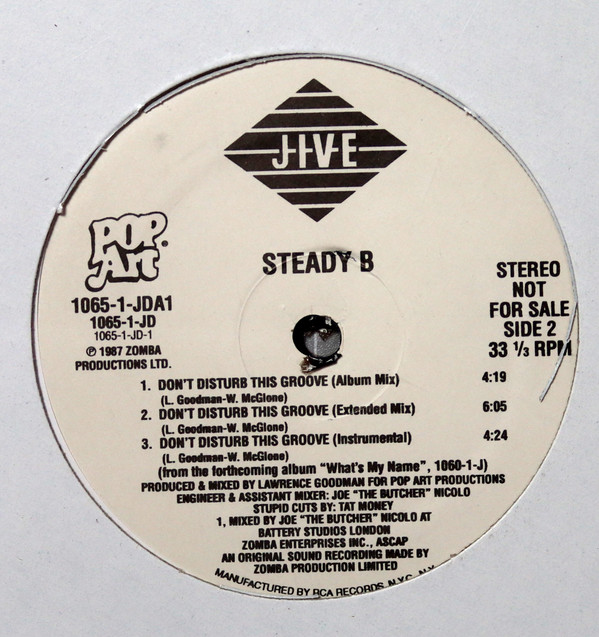 JIVE
POP
Art
STEADY B
1065-1-JDA1
1065-1-JD
1065-1-JD-1
℗ 1987 ZOMBA
PRODUCTIONS LTD.
STEREO
NOT
FOR SALE
SIDE 2
33 1/3 RPM
1. DON'T DISTURB THIS GROOVE (Album Mix) 4:19
(L. Goodman-W. McGlone)
2. DON'T DISTURB THIS GROOVE (Extended Mix) 6:05
(L. Goodman-W. McGlone)
3. DON'T DISTURB THIS GROOVE (Instrumental) 4:24
(L. Goodman-W. McGlone)
(from the forthcoming album "What's My Name", 1060-1-J)
PRODUCED & MIXED BY LAWRENCE GOODMAN FOR POP ART PRODUCTIONS
ENGINEER & ASSISTANT MIXER: JOE "THE BUTCHER" NICOLO
STUPID CUTS BY: TAT MONEY
1, MIXED BY JOE "THE BUTCHER" NICOLO AT
BATTERY STUDIOS LONDON
ZOMBA ENTERPRISES INC., ASCAP
AN ORIGINAL SOUND RECORDING MADE BY
ZOMBA PRODUCTION LIMITED
MANUFACTURED BY RCA RECORDS, N.Y.C., N.Y.